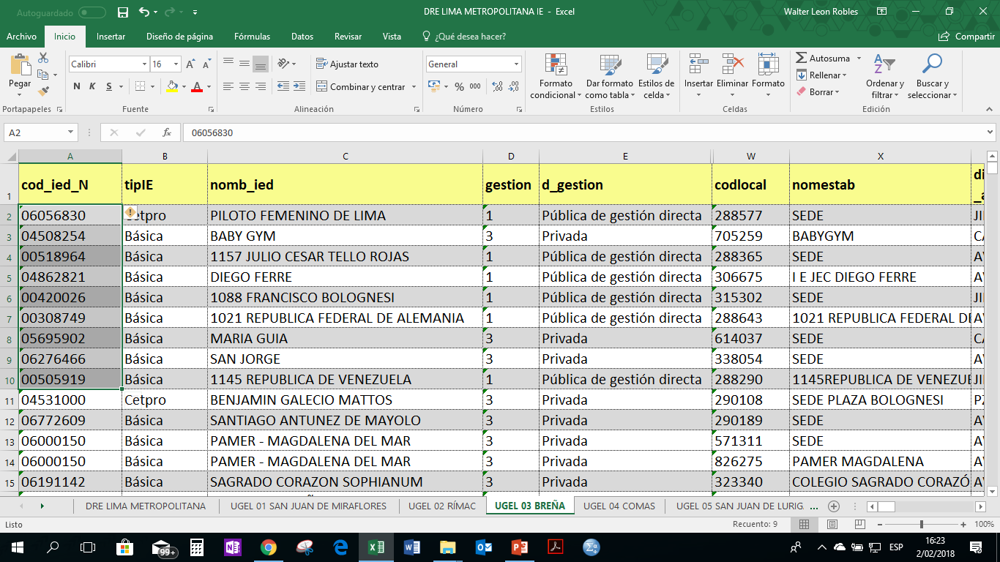 Autoguardado
DRE LIMA METROPOLITANA IE - Excel
Walter Leon Robles
Archivo Inicio Insertar Diseño de página Fórmulas Datos Revisar Vista ¿Qué desea hacer? Compartir
Pegar
Calibri 16
N K S
Ajustar texto
Combinar y centrar
General
% 000
Formato condicional
Dar formato como tabla
Estilos de celda
Insertar Eliminar Formato
Autosuma
Rellenar
Borrar
Ordenar y filtrar
Buscar y seleccionar
Portapapeles Fuente Alineación Número Estilos Celdas Edición
A2 fx 06056830
A B C D E W X
1 cod_ied_N tipIE nomb_ied gestion d_gestion codlocal nomestab
2 06056830 Cetpro PILOTO FEMENINO DE LIMA 1 Pública de gestión directa 288577 SEDE
3 04508254 Básica BABY GYM 3 Privada 705259 BABYGYM
4 00518964 Básica 1157 JULIO CESAR TELLO ROJAS 1 Pública de gestión directa 288365 SEDE
5 04862821 Básica DIEGO FERRE 1 Pública de gestión directa 306675 I E JEC DIEGO FERRE
6 00420026 Básica 1088 FRANCISCO BOLOGNESI 1 Pública de gestión directa 315302 SEDE
7 00308749 Básica 1021 REPUBLICA FEDERAL DE ALEMANIA 1 Pública de gestión directa 288643 1021 REPUBLICA FEDERAL D
8 05695902 Básica MARIA GUIA 3 Privada 614037 SEDE
9 06276466 Básica SAN JORGE 3 Privada 338054 SEDE
10 00505919 Básica 1145 REPUBLICA DE VENEZUELA 1 Pública de gestión directa 288290 1145REPUBLICA DE VENEZU
11 04531000 Cetpro BENJAMIN GALECIO MATTOS 3 Privada 290108 SEDE PLAZA BOLOGNESI
12 06772609 Básica SANTIAGO ANTUNEZ DE MAYOLO 3 Privada 290189 SEDE
13 06000150 Básica PAMER - MAGDALENA DEL MAR 3 Privada 571311 SEDE
14 06000150 Básica PAMER - MAGDALENA DEL MAR 3 Privada 826275 PAMER MAGDALENA
15 06191142 Básica SAGRADO CORAZON SOPHIANUM 3 Privada 323340 COLEGIO SAGRADO CORAZÓ
DRE LIMA METROPOLITANA UGEL 01 SAN JUAN DE MIRAFLORES UGEL 02 RÍMAC UGEL 03 BREÑA UGEL 04 COMAS UGEL 05 SAN JUAN DE LURIG. ...
Listo
Recuento: 9
100%
99+
ESP
16:23
2/02/2018